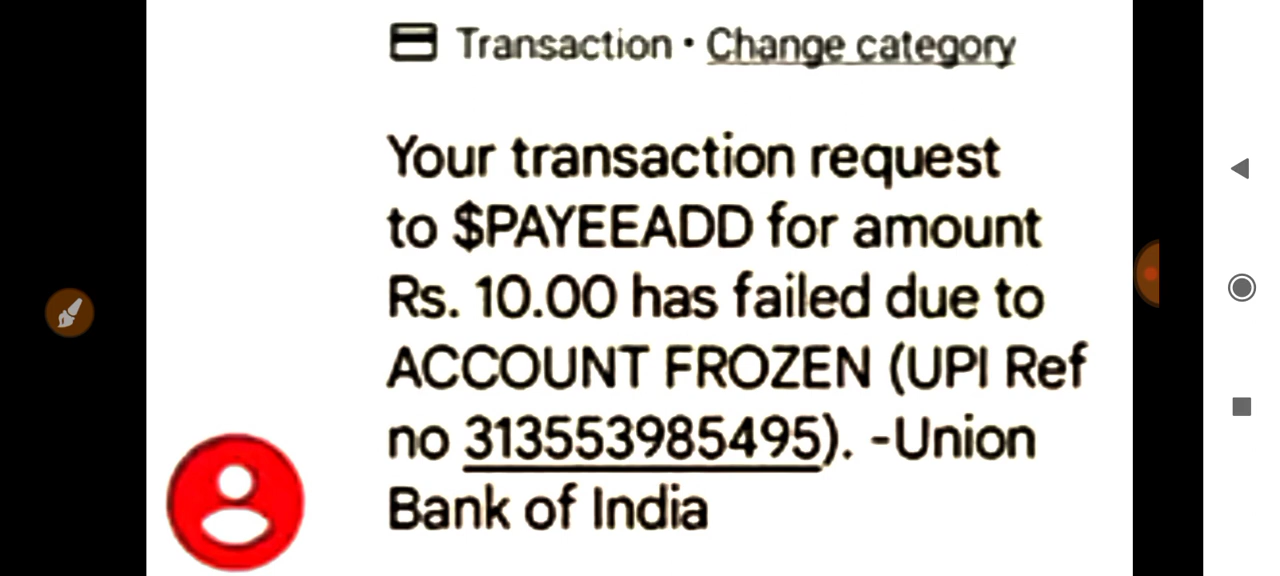 Transaction • Change category
Your transaction request
to $PAYEEADD for amount
Rs. 10.00 has failed due to
ACCOUNT FROZEN (UPI Ref
no 313553985495). -Union
Bank of India